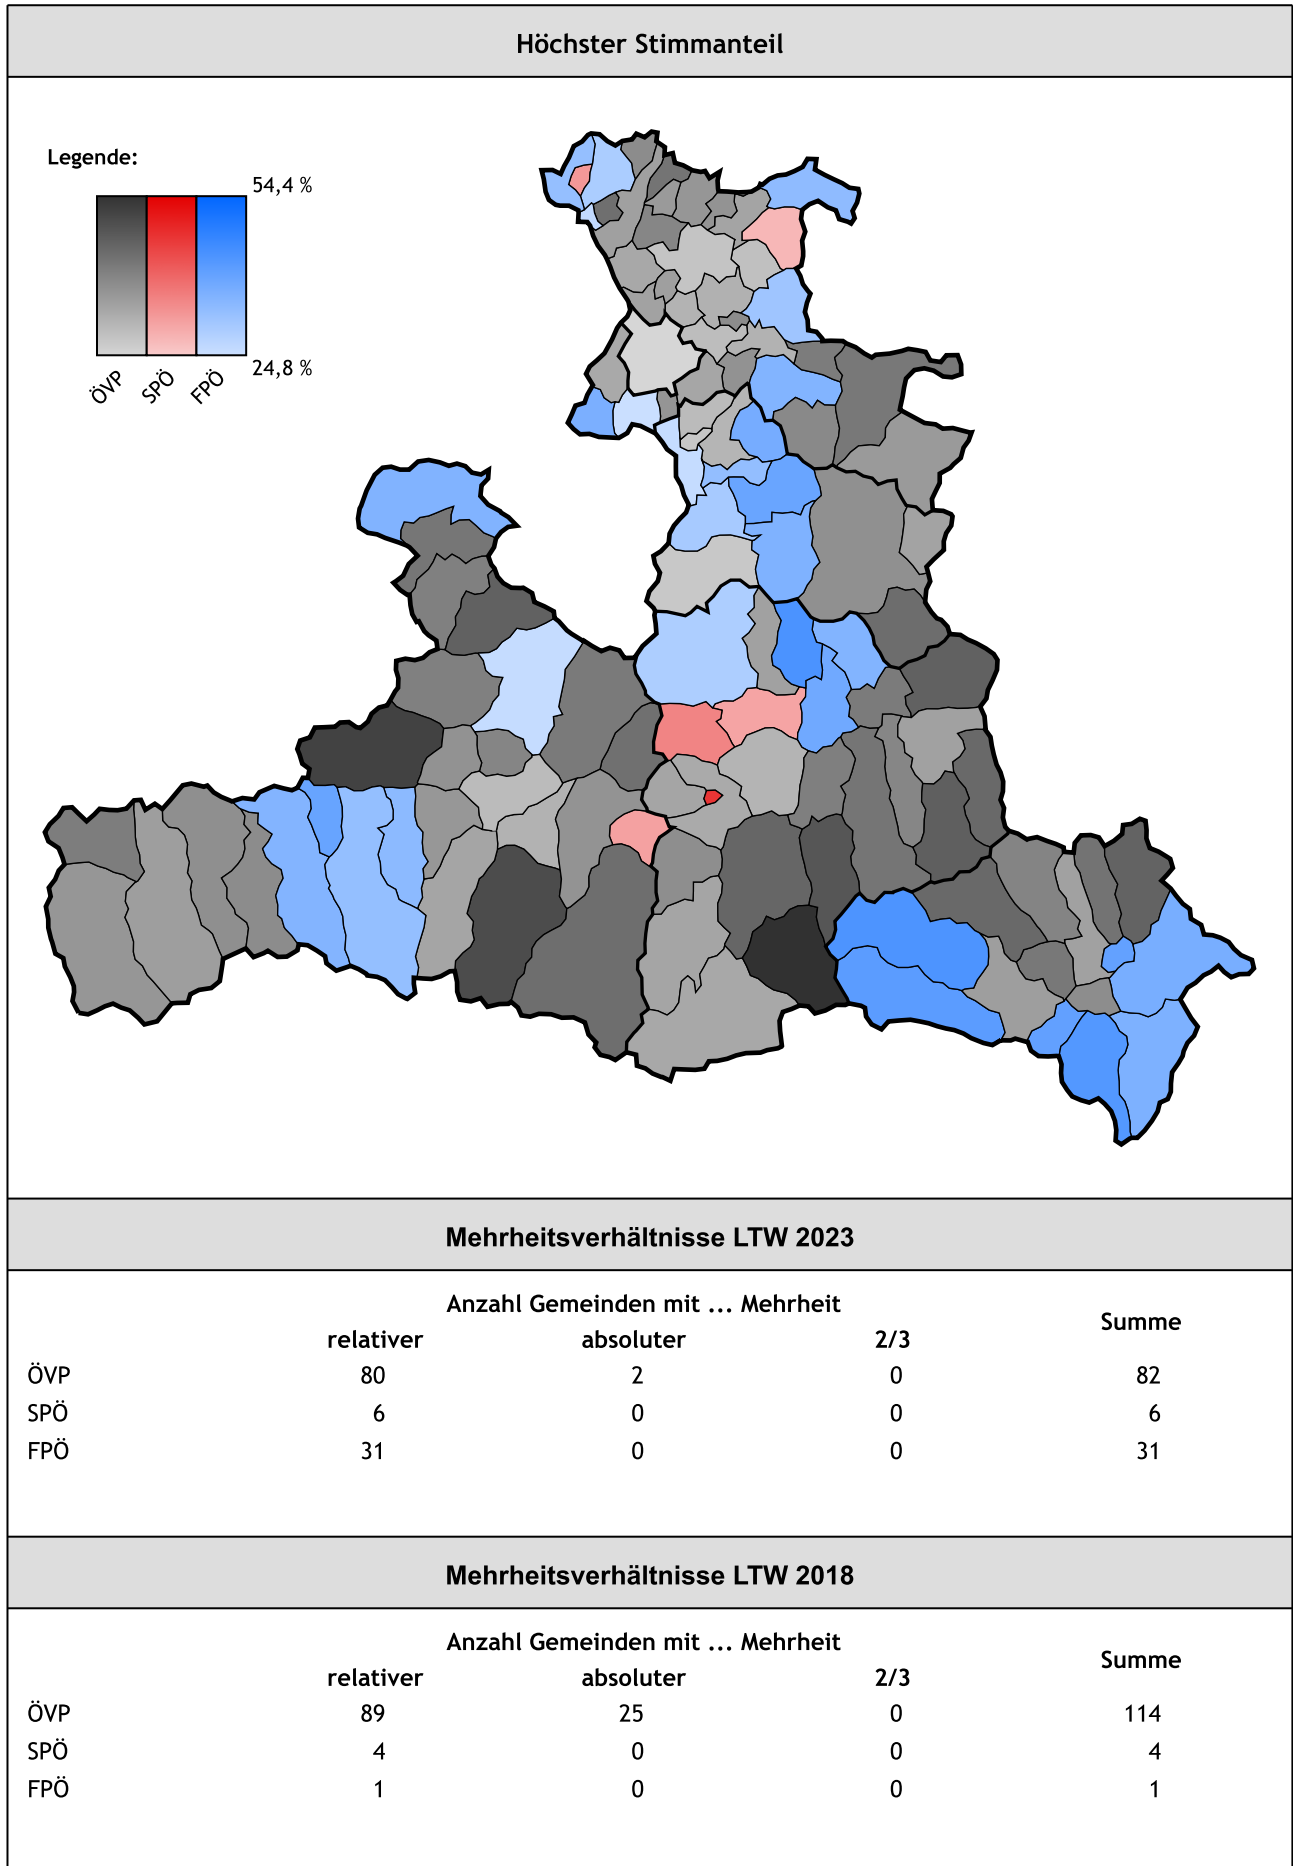 Höchster Stimmanteil
Legende:
54,4 %
24,8 %
ÖVP SPÖ FPÖ
Mehrheitsverhältnisse LTW 2023
Anzahl Gemeinden mit ... Mehrheit
Summe
relativer absoluter 2/3
ÖVP 80 2 0 82
SPÖ 6 0 0 6
FPÖ 31 0 0 31
Mehrheitsverhältnisse LTW 2018
Anzahl Gemeinden mit ... Mehrheit
Summe
relativer absoluter 2/3
ÖVP 89 25 0 114
SPÖ 4 0 0 4
FPÖ 1 0 0 1